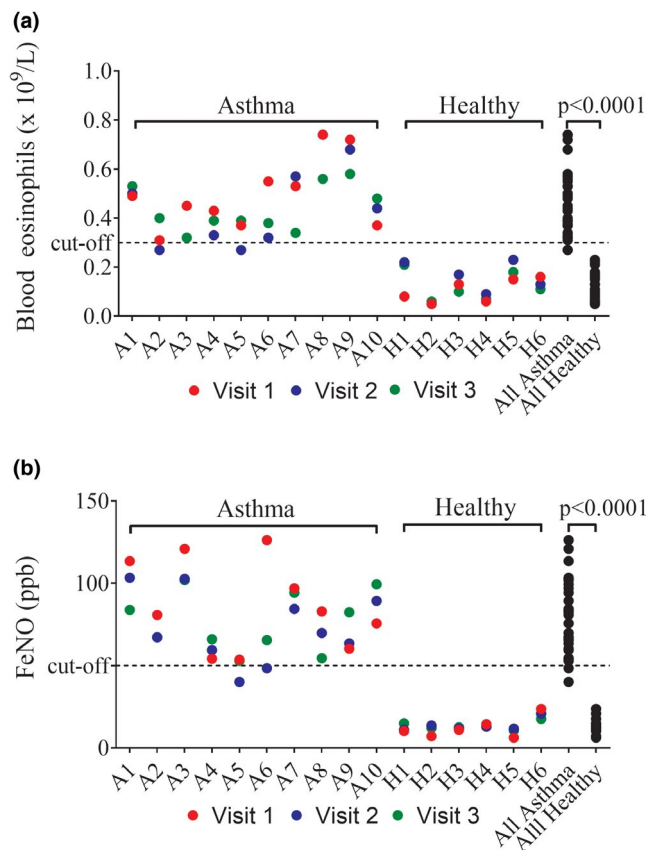 (a)
Blood eosinophils (x 10⁹/L)
1.0
0.8
0.6
0.4
cut-off
0.2
0.0
Asthma
Healthy
p<0.0001
A1 A2 A3 A4 A5 A6 A7 A8 A9 A10 H1 H2 H3 H4 H5 H6 All Asthma All Healthy
Visit 1 Visit 2 Visit 3
(b)
FeNO (ppb)
150
100
cut-off
0
Asthma
Healthy
p<0.0001
A1 A2 A3 A4 A5 A6 A7 A8 A9 A10 H1 H2 H3 H4 H5 H6 All Asthma Alll Healthy
Visit 1 Visit 2 Visit 3